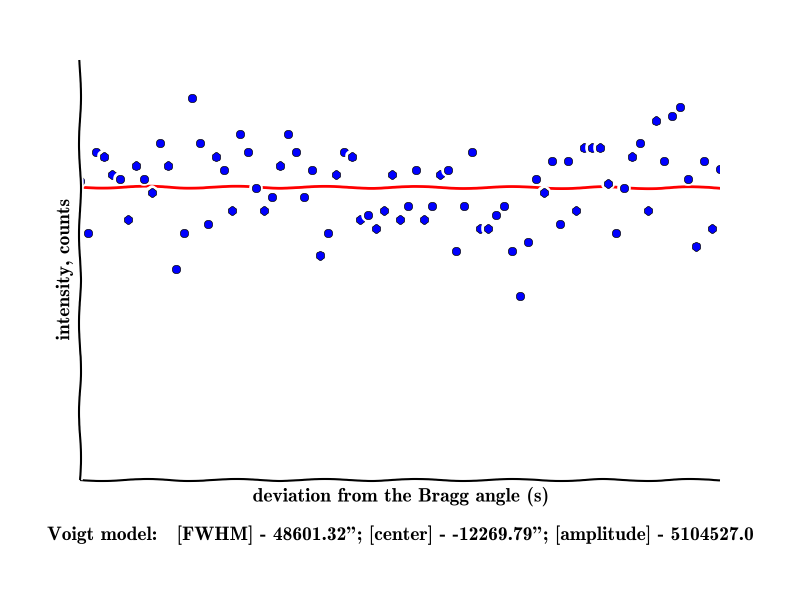 intensity, counts
deviation from the Bragg angle (s)
Voigt model: [FWHM] - 48601.32”; [center] - -12269.79”; [amplitude] - 5104527.0